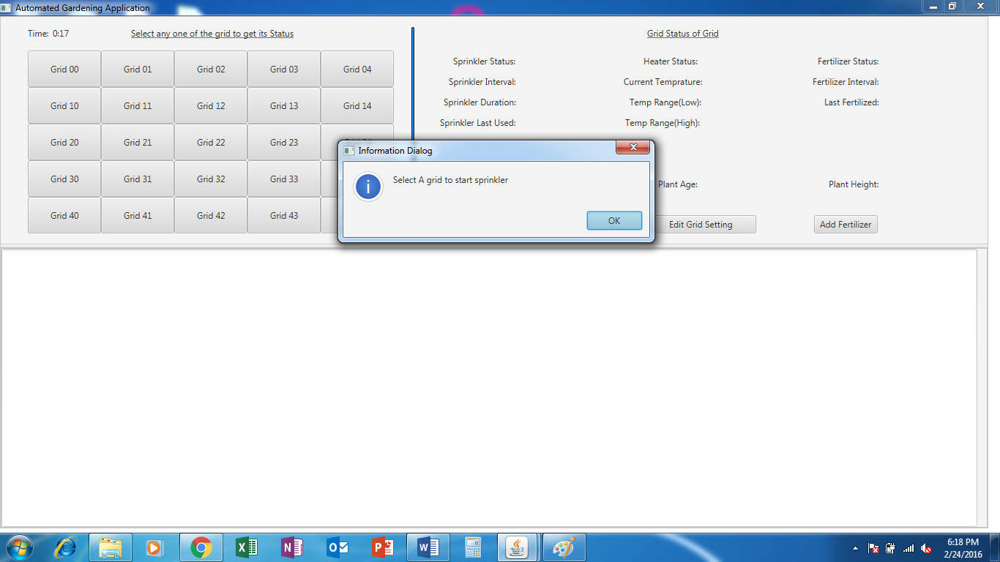 Automated Gardening Application
Time: 0:17
Select any one of the grid to get its Status
Grid 00 Grid 01 Grid 02 Grid 03 Grid 04
Grid 10 Grid 11 Grid 12 Grid 13 Grid 14
Grid 20 Grid 21 Grid 22 Grid 23
Grid 30 Grid 31 Grid 32 Grid 33
Grid 40 Grid 41 Grid 42 Grid 43
Grid Status of Grid
Sprinkler Status: Heater Status: Fertilizer Status:
Sprinkler Interval: Current Temprature: Fertilizer Interval:
Sprinkler Duration: Temp Range(Low): Last Fertilized:
Sprinkler Last Used: Temp Range(High):
Plant Age: Plant Height:
Edit Grid Setting Add Fertilizer
Information Dialog
Select A grid to start sprinkler
OK
6:18 PM
2/24/2016